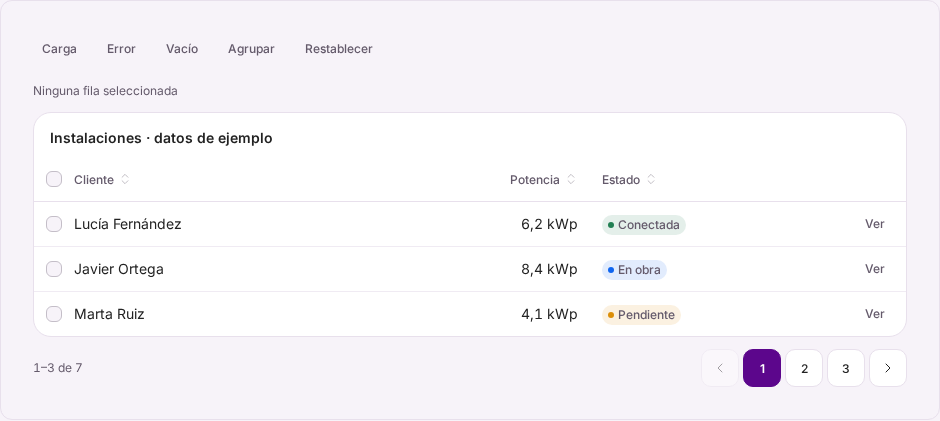 Carga Error Vacío Agrupar Restablecer
Ninguna fila seleccionada
Instalaciones · datos de ejemplo
Cliente Potencia Estado
Lucía Fernández 6,2 kWp Conectada Ver
Javier Ortega 8,4 kWp En obra Ver
Marta Ruiz 4,1 kWp Pendiente Ver
1–3 de 7 1 2 3